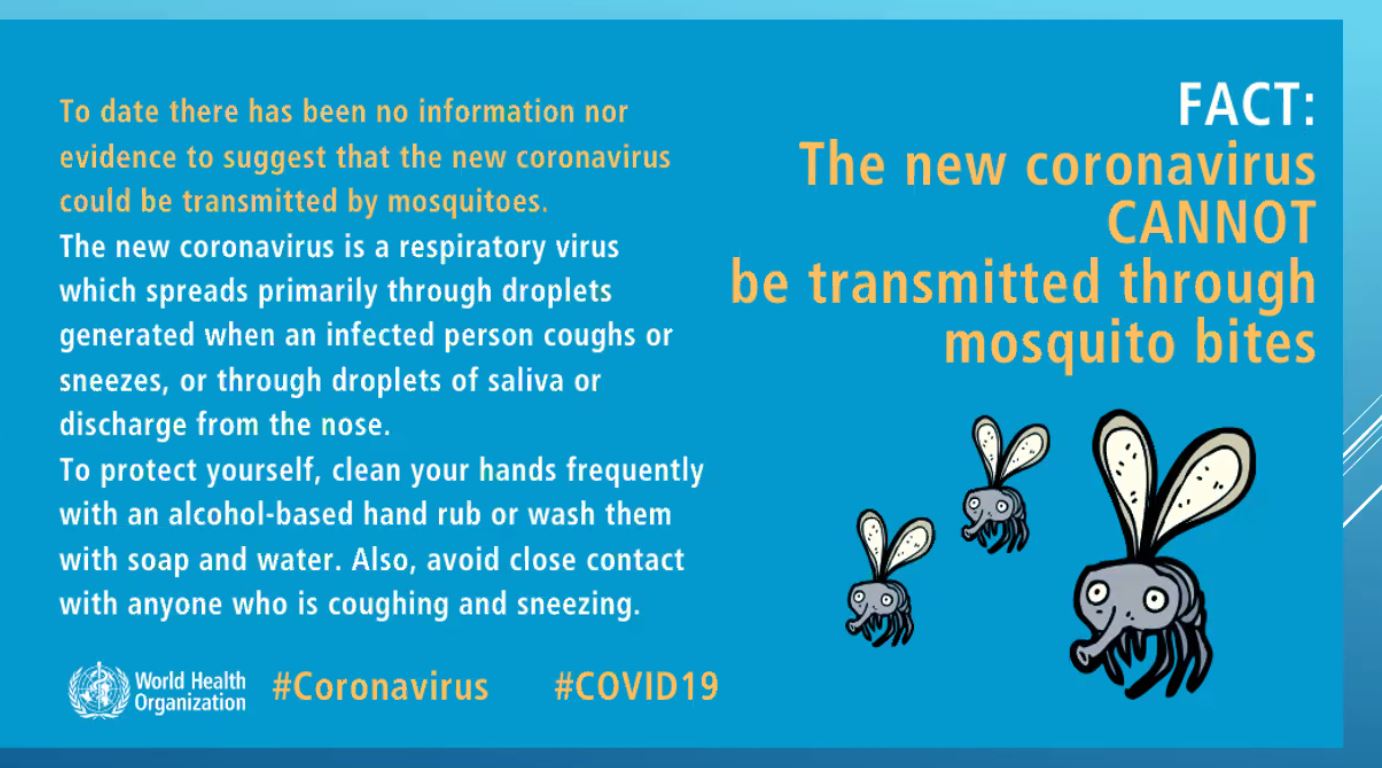 To date there has been no information nor
evidence to suggest that the new coronavirus
could be transmitted by mosquitoes.
The new coronavirus is a respiratory virus
which spreads primarily through droplets
generated when an infected person coughs or
sneezes, or through droplets of saliva or
discharge from the nose.
To protect yourself, clean your hands frequently
with an alcohol-based hand rub or wash them
with soap and water. Also, avoid close contact
with anyone who is coughing and sneezing.
World Health
Organization
#Coronavirus #COVID19
FACT:
The new coronavirus
CANNOT
be transmitted through
mosquito bites